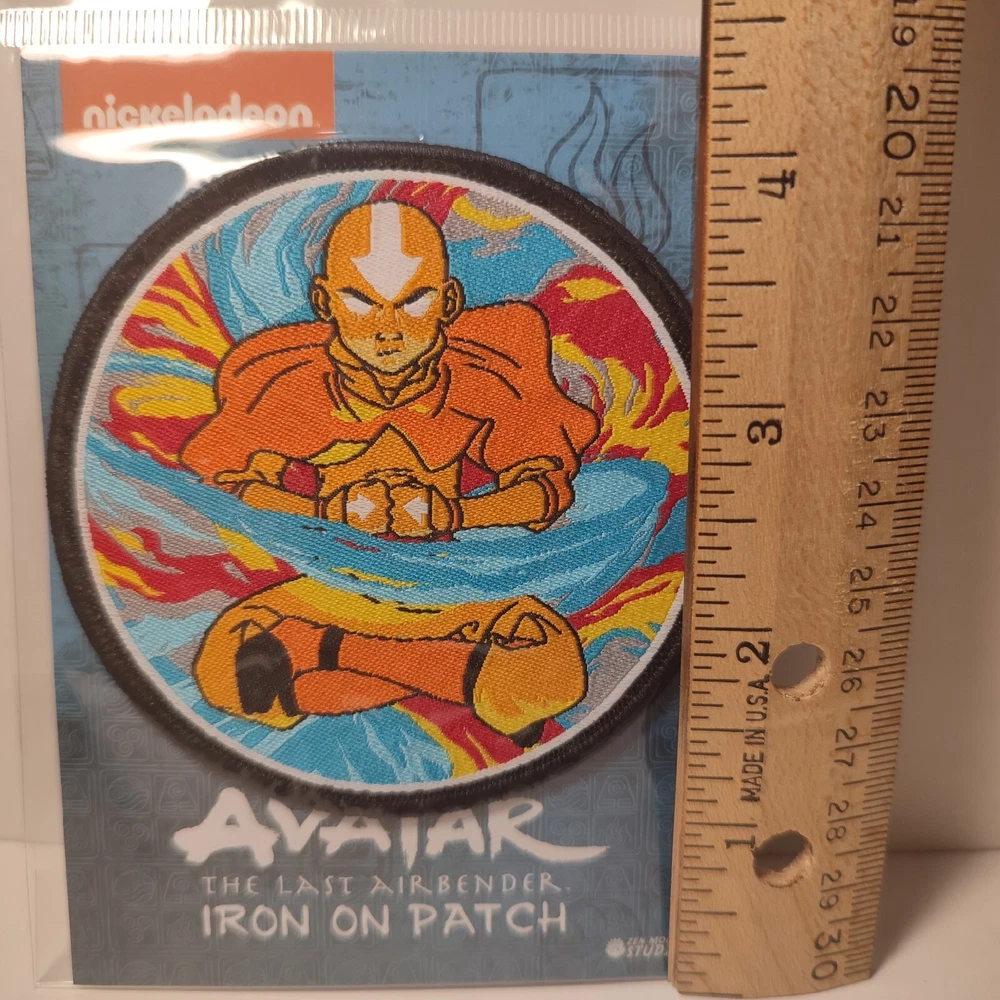 nickelodeon
AVATAR
THE LAST AIRBENDER.
IRON ON PATCH
STUD
4
3
2
1
MADE IN U.S.A.
19
20
21
22
23
24
25
26
27
28
29
30